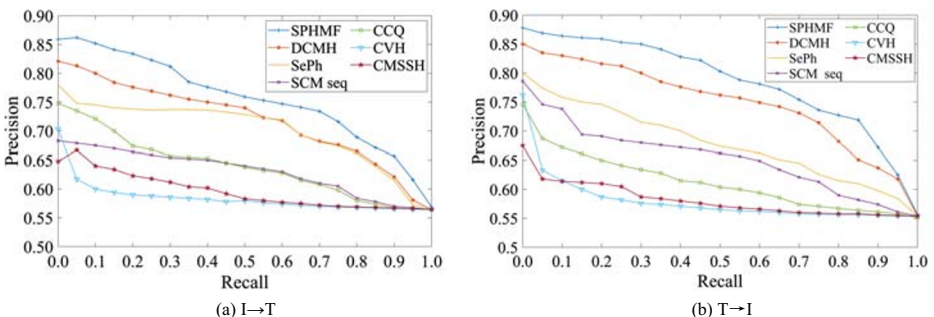 0.90
0.85
0.80
0.75
0.70
0.65
0.60
0.55
0.50
Precision
0.0 0.1 0.2 0.3 0.4 0.5 0.6 0.7 0.8 0.9 1.0
Recall
SPHMF CCQ
DCMH CVH
SePh CMSSH
SCM seq
(a) I→T
0.90
0.85
0.80
0.75
0.70
0.65
0.60
0.55
0.5
Precision
0.0 0.1 0.2 0.3 0.4 0.5 0.6 0.7 0.8 0.9 1.0
Recall
SPHMF CCQ
DCMH CVH
SePh CMSSH
SCM seq
(b) T→I